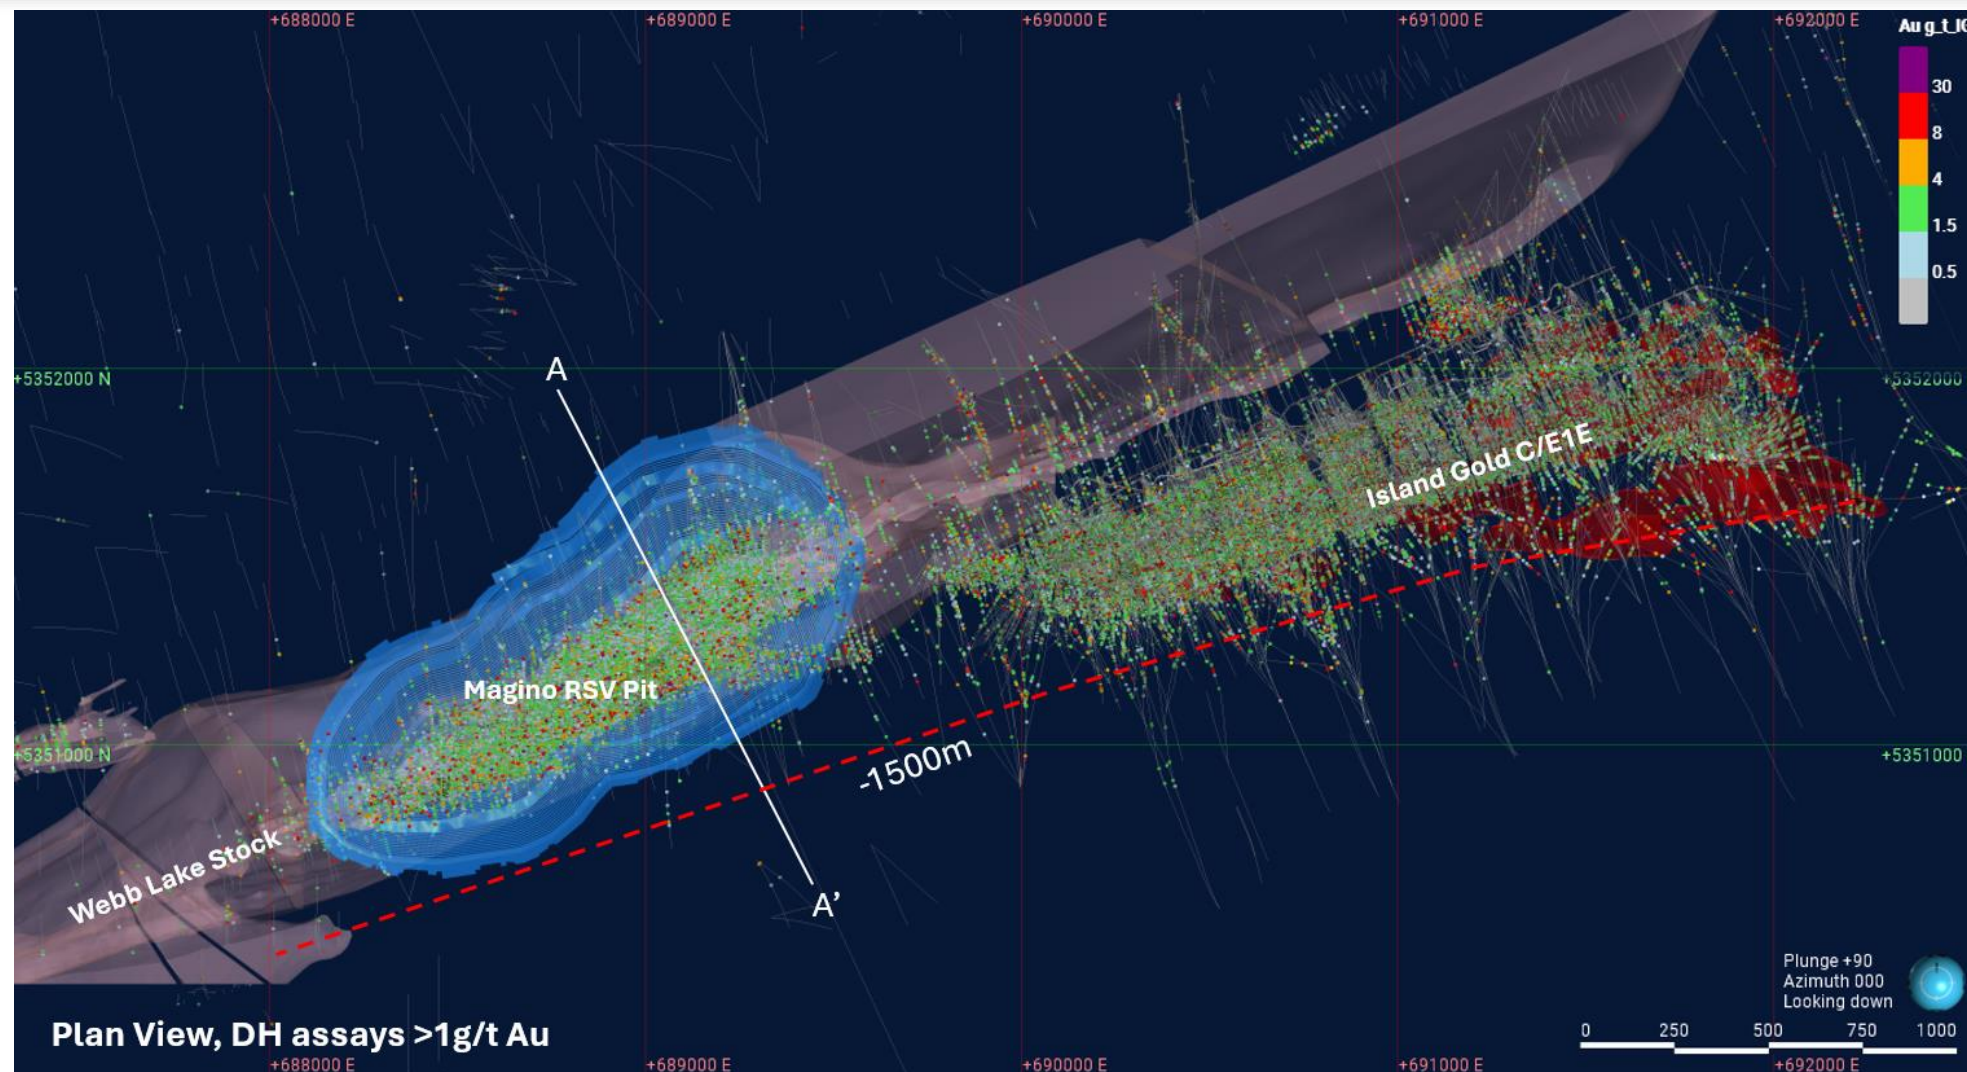 +688000 E
+689000 E
+690000 E
+691000 E
+692000 E
Au g_t_IG
30
8
4
1.5
0.5
A
+5352000 N
+5352000
Island Gold C/E1E
Magino RSV Pit
-1500m
+5351000 N
+5351000
Webb Lake Stock
A’
Plunge +90
Azimuth 000
Looking down
Plan View, DH assays >1g/t Au
0 250 500 750 1000
+688000 E
+689000 E
+690000 E
+691000 E
+692000 E